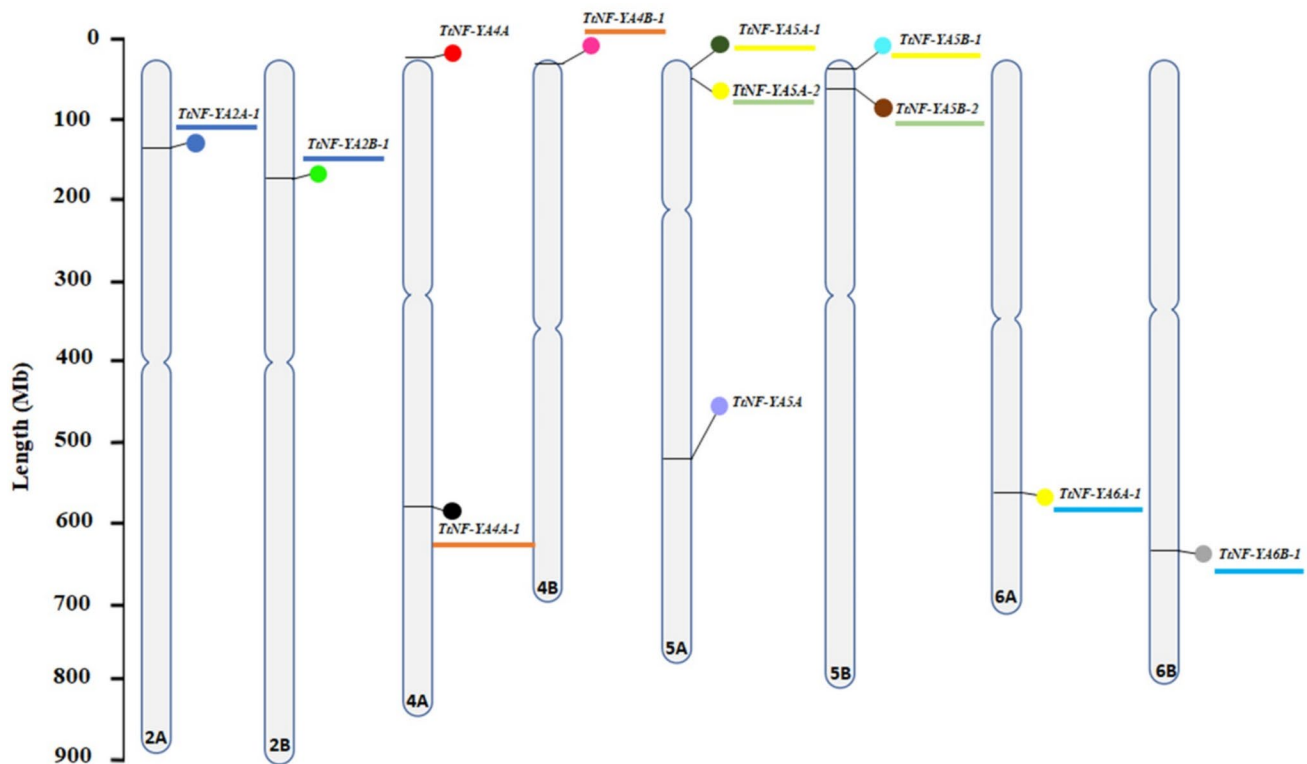 0
100
200
300
400
500
600
700
800
900
Length (Mb)
TtNF-YA2A-1
TtNF-YA2B-1
TtNF-YA4A
TtNF-YA4A-1
TtNF-YA4B-1
TtNF-YA5A-1
TtNF-YA5A-2
TtNF-YA5A
TtNF-YA5B-1
TtNF-YA5B-2
TtNF-YA6A-1
TtNF-YA6B-1
2A
2B
4A
4B
5A
5B
6A
6B